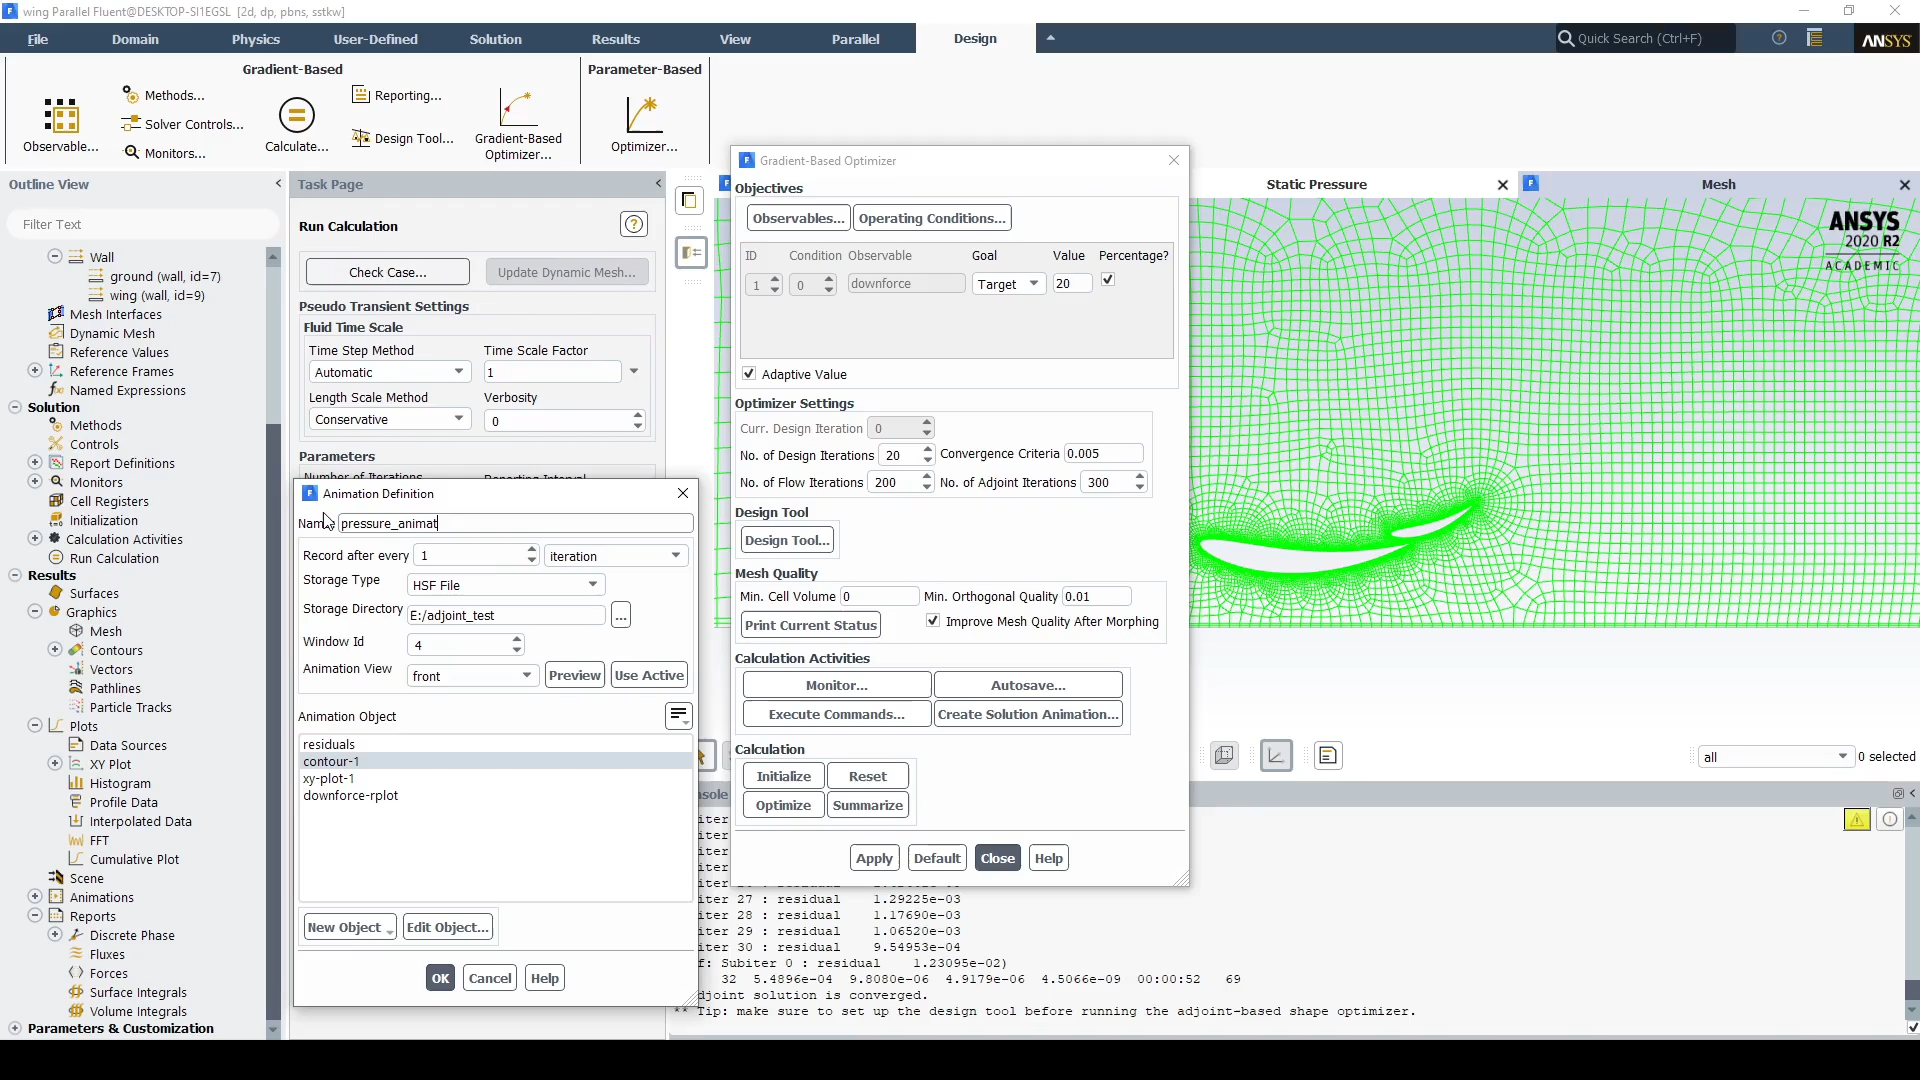 wing Parallel Fluent@DESKTOP-SI1EGSL [2d, dp, pbns, sstkw]
File Domain Physics User-Defined Solution Results View Parallel Design Quick Search (Ctrl+F) ANSYS
Gradient-Based
Parameter-Based
Observable...
Methods...
Solver Controls...
Monitors...
Calculate...
Reporting...
Design Tool...
Gradient-Based
Optimizer...
Optimizer...
Outline View
Filter Text
Wall
ground (wall, id=7)
wing (wall, id=9)
Mesh Interfaces
Dynamic Mesh
Reference Values
Reference Frames
Named Expressions
Solution
Methods
Controls
Report Definitions
Monitors
Cell Registers
Initialization
Calculation Activities
Run Calculation
Results
Surfaces
Graphics
Mesh
Contours
Vectors
Pathlines
Particle Tracks
Plots
Data Sources
XY Plot
Histogram
Profile Data
Interpolated Data
FFT
Cumulative Plot
Scene
Animations
Reports
Discrete Phase
Fluxes
Forces
Surface Integrals
Volume Integrals
Parameters & Customization
Task Page
Run Calculation
Check Case... Update Dynamic Mesh...
Pseudo Transient Settings
Fluid Time Scale
Time Step Method Time Scale Factor
Automatic 1
Length Scale Method Verbosity
Conservative 0
Parameters
Number of Iterations Reporting Interval
Animation Definition
Name pressure_animat
Record after every 1 iteration
Storage Type HSF File
Storage Directory E:/adjoint_test ...
Window Id 4
Animation View front Preview Use Active
Animation Object
residuals
contour-1
xy-plot-1
downforce-rplot
New Object Edit Object...
OK Cancel Help
Gradient-Based Optimizer
Objectives
Observables... Operating Conditions...
ID Condition Observable Goal Value Percentage?
1 0 downforce Target 20
Adaptive Value
Optimizer Settings
Curr. Design Iteration 0
No. of Design Iterations 20 Convergence Criteria 0.005
No. of Flow Iterations 200 No. of Adjoint Iterations 300
Design Tool
Design Tool...
Mesh Quality
Min. Cell Volume 0 Min. Orthogonal Quality 0.01
Print Current Status Improve Mesh Quality After Morphing
Calculation Activities
Monitor... Autosave...
Execute Commands... Create Solution Animation...
Calculation
Initialize Reset
Optimize Summarize
Apply Default Close Help
Static Pressure
Mesh
ANSYS
2020 R2
ACADEMIC
all 0 selected
sole
iter
iter
iter
iter
iter
iter 27 : residual 1.29225e-03
iter 28 : residual 1.17690e-03
iter 29 : residual 1.06520e-03
iter 30 : residual 9.54953e-04
f: Subiter 0 : residual 1.23095e-02)
32 5.4896e-04 9.8080e-06 4.9179e-06 4.5066e-09 00:00:52 69
djoint solution is converged.
** Tip: make sure to set up the design tool before running the adjoint-based shape optimizer.